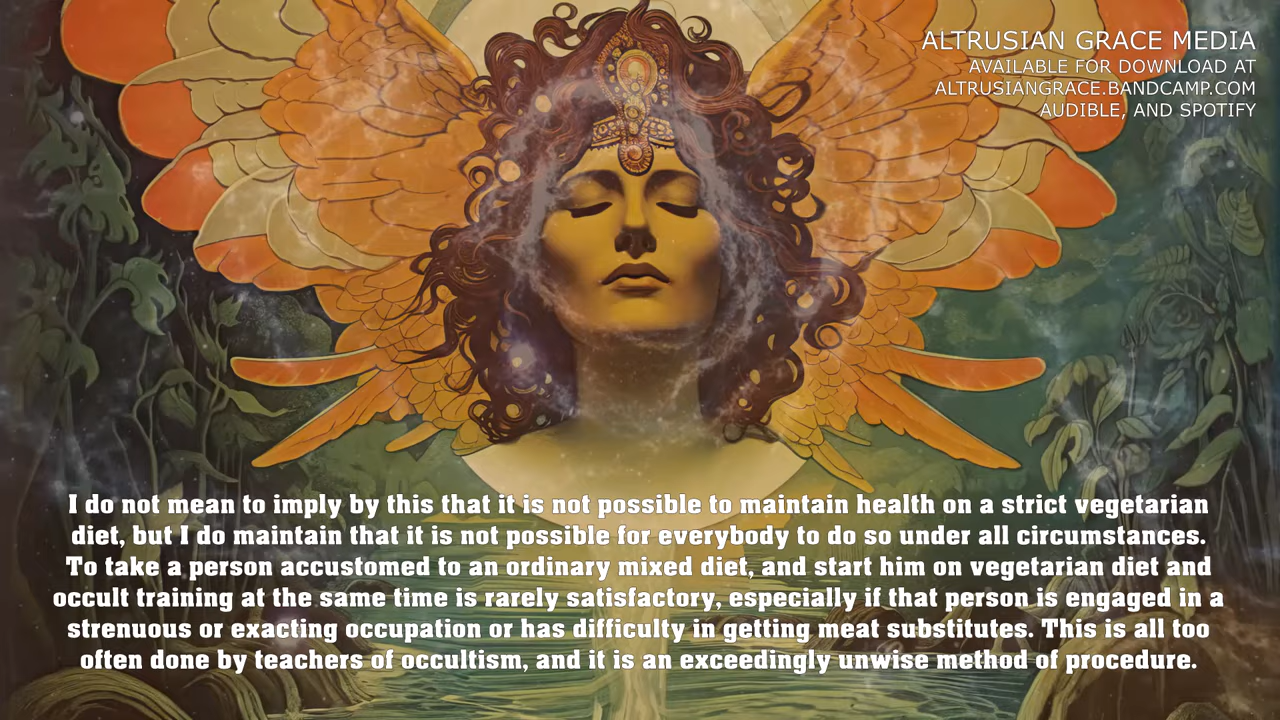 ALTRUSIAN GRACE MEDIA
AVAILABLE FOR DOWNLOAD AT
ALTRUSIANGRACE.BANDCAMP.COM
AUDIBLE, AND SPOTIFY
I do not mean to imply by this that it is not possible to maintain health on a strict vegetarian
diet, but I do maintain that it is not possible for everybody to do so under all circumstances.
To take a person accustomed to an ordinary mixed diet, and start him on vegetarian diet and
occult training at the same time is rarely satisfactory, especially if that person is engaged in a
strenuous or exacting occupation or has difficulty in getting meat substitutes. This is all too
often done by teachers of occultism, and it is an exceedingly unwise method of procedure.